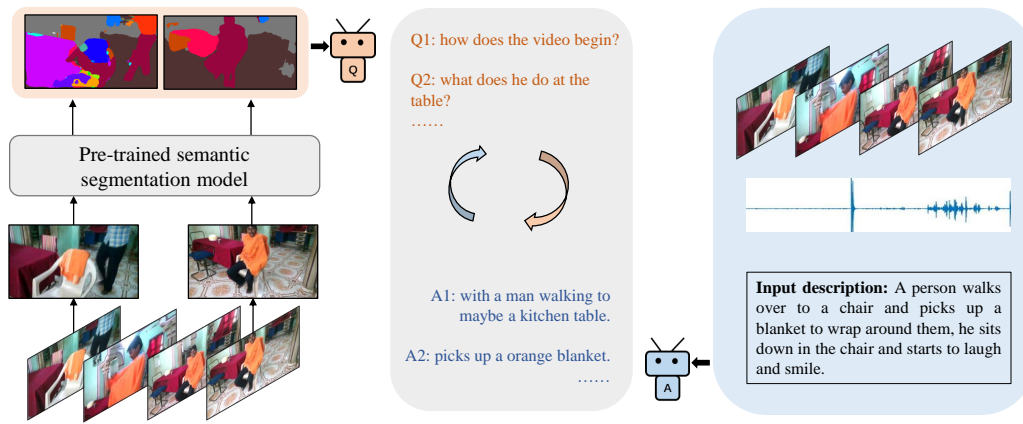 Q
Pre-trained semantic
segmentation model
Q1: how does the video begin?
Q2: what does he do at the
table?
……
A1: with a man walking to
maybe a kitchen table.
A2: picks up a orange blanket.
……
A
Input description: A person walks
over to a chair and picks up a
blanket to wrap around them, he sits
down in the chair and starts to laugh
and smile.